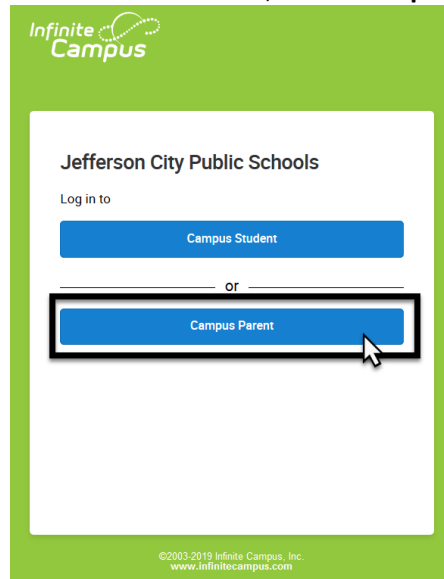 Infinite
Campus
Jefferson City Public Schools
Log in to
Campus Student
or
Campus Parent
©2003-2019 Infinite Campus, Inc.
www.infinitecampus.com